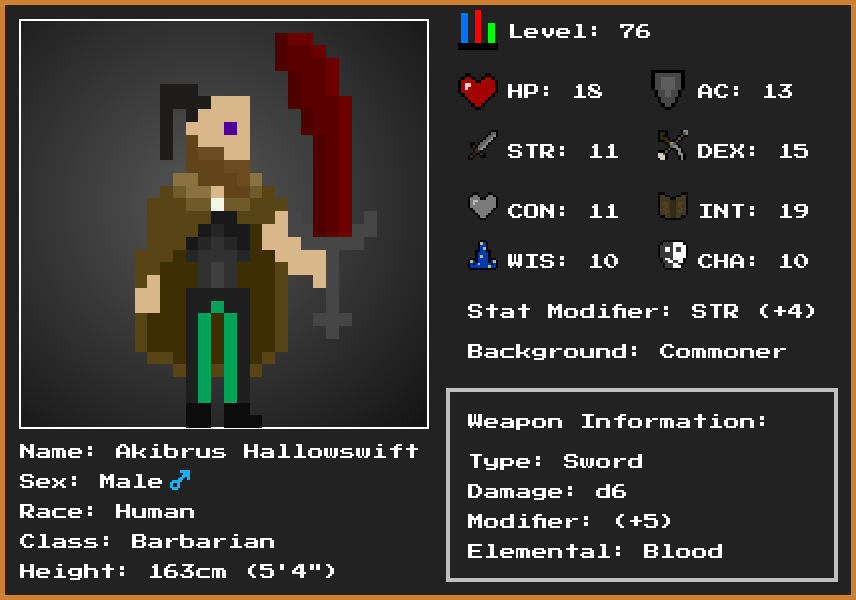 Level: 76
HP: 18 AC: 13
STR: 11 DEX: 15
CON: 11 INT: 19
WIS: 10 CHA: 10
Stat Modifier: STR (+4)
Background: Commoner
Weapon Information:
Type: Sword
Damage: d6
Modifier: (+5)
Elemental: Blood
Name: Akibrus Hallowswift
Sex: Male ♂
Race: Human
Class: Barbarian
Height: 163cm (5'4")